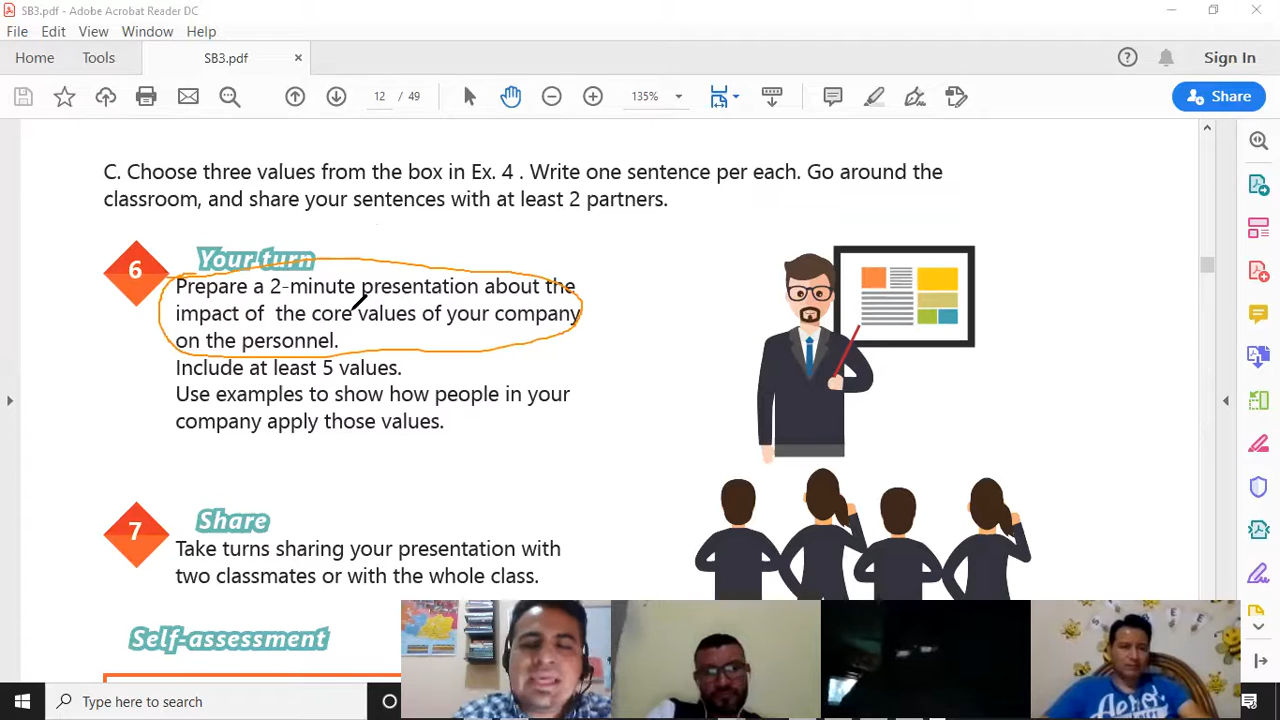 SB3.pdf - Adobe Acrobat Reader DC
File Edit View Window Help
Home Tools SB3.pdf × Sign In
12 / 49 135% Share
C. Choose three values from the box in Ex. 4 . Write one sentence per each. Go around the
classroom, and share your sentences with at least 2 partners.
6 Your turn
Prepare a 2-minute presentation about the
impact of the core values of your company
on the personnel.
Include at least 5 values.
Use examples to show how people in your
company apply those values.
7 Share
Take turns sharing your presentation with
two classmates or with the whole class.
Self-assessment
Type here to search